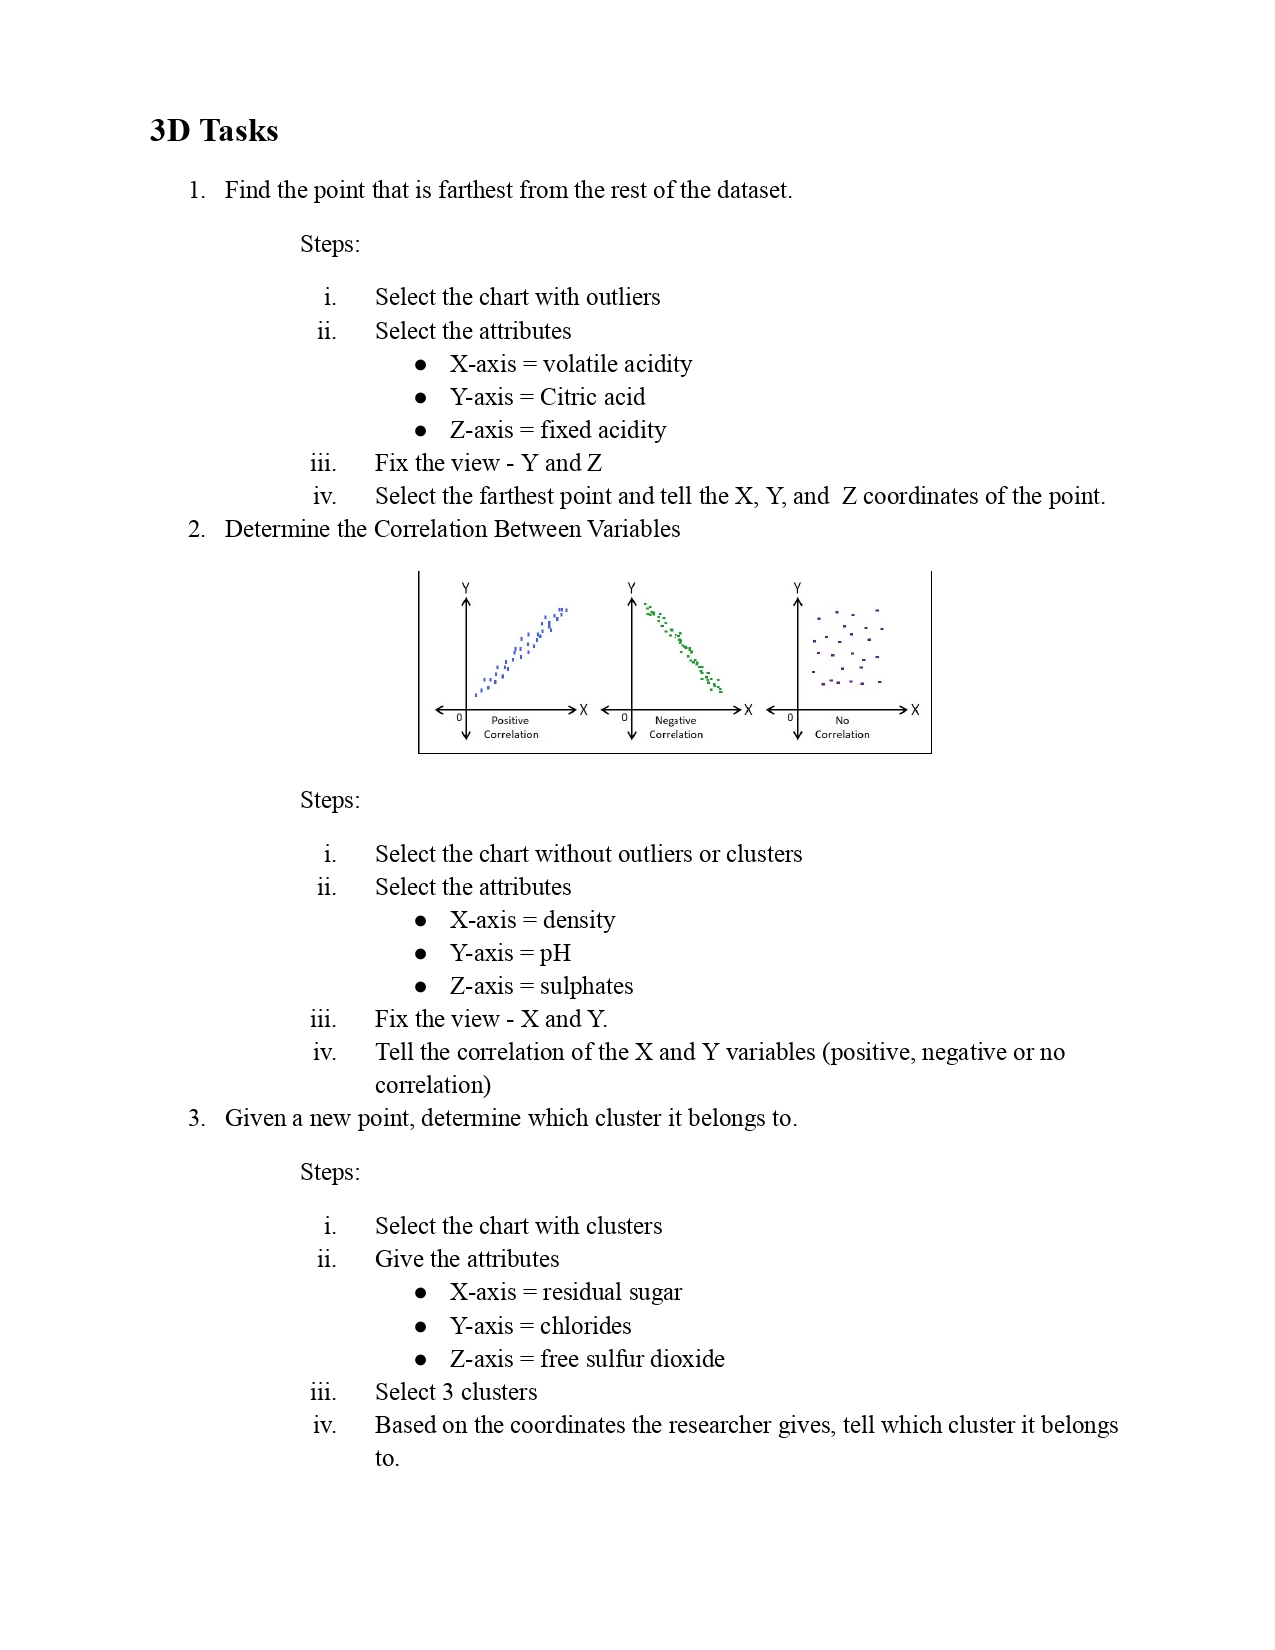 3D Tasks
1. Find the point that is farthest from the rest of the dataset.
Steps:
i. Select the chart with outliers
ii. Select the attributes
● X-axis = volatile acidity
● Y-axis = Citric acid
● Z-axis = fixed acidity
iii. Fix the view - Y and Z
iv. Select the farthest point and tell the X, Y, and  Z coordinates of the point.
2. Determine the Correlation Between Variables
Y Y Y
X X X
0 0 0
Positive Negative No
Correlation Correlation Correlation
Steps:
i. Select the chart without outliers or clusters
ii. Select the attributes
● X-axis = density
● Y-axis = pH
● Z-axis = sulphates
iii. Fix the view - X and Y.
iv. Tell the correlation of the X and Y variables (positive, negative or no
correlation)
3. Given a new point, determine which cluster it belongs to.
Steps:
i. Select the chart with clusters
ii. Give the attributes
● X-axis = residual sugar
● Y-axis = chlorides
● Z-axis = free sulfur dioxide
iii. Select 3 clusters
iv. Based on the coordinates the researcher gives, tell which cluster it belongs
to.